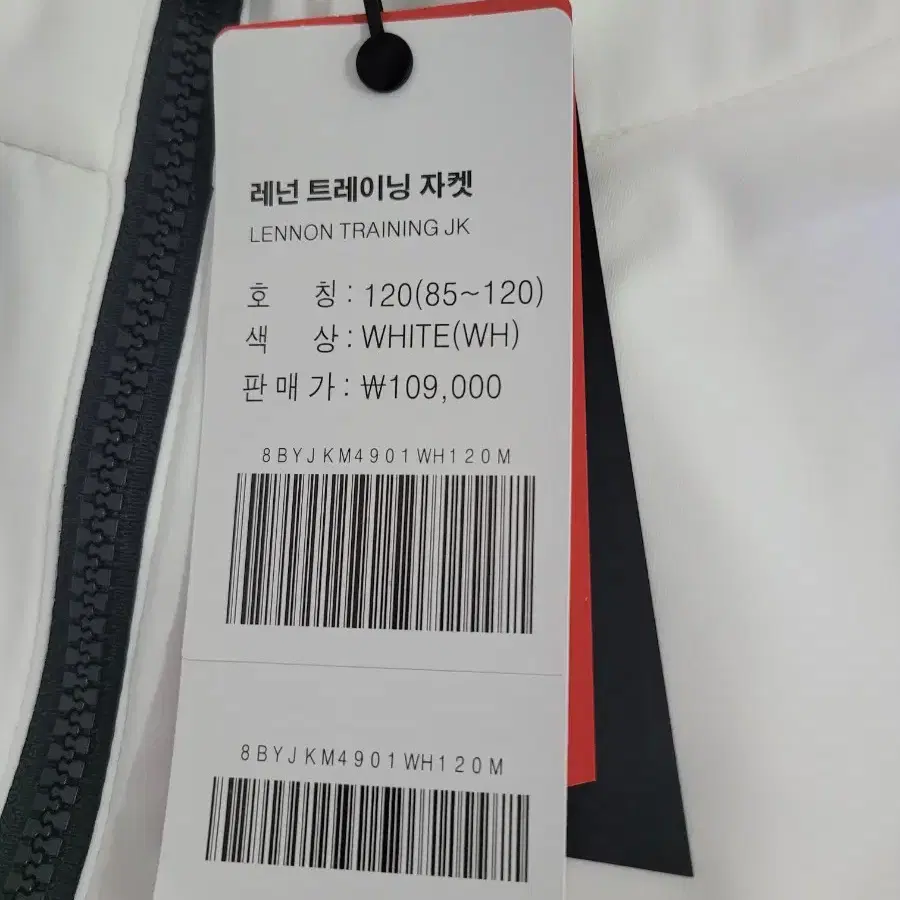 레넌 트레이닝 자켓
LENNON TRAINING JK
호 칭 : 120(85~120)
색 상 : WHITE(WH)
판 매 가 : ₩109,000
8BYJKM4901WH120M
8BYJKM4901WH120M